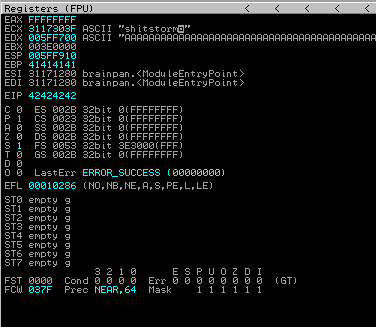 Registers (FPU) < < < < <
EAX FFFFFFFF
ECX 3117303F ASCII "shitstorm
EDX 005FF700 ASCII "AAAAAAAAAAAAAAAAAAAAAAAAAAAAAAAAAAA
EBX 003E0000
ESP 005FF910
EBP 41414141
ESI 31171280 brainpan.<ModuleEntryPoint>
EDI 31171280 brainpan.<ModuleEntryPoint>
EIP 42424242
C 0 ES 002B 32bit 0(FFFFFFFF)
P 1 CS 0023 32bit 0(FFFFFFFF)
A 0 SS 002B 32bit 0(FFFFFFFF)
Z 0 DS 002B 32bit 0(FFFFFFFF)
S 1 FS 0053 32bit 3E3000(FFF)
T 0 GS 002B 32bit 0(FFFFFFFF)
D 0
O 0 LastErr ERROR_SUCCESS (00000000)
EFL 00010286 (NO,NB,NE,A,S,PE,L,LE)
ST0 empty g
ST1 empty g
ST2 empty g
ST3 empty g
ST4 empty g
ST5 empty g
ST6 empty g
ST7 empty g
3 2 1 0 E S P U O Z D I
FST 0000 Cond 0 0 0 0 Err 0 0 0 0 0 0 0 0 (GT)
FCW 037F Prec NEAR,64 Mask 1 1 1 1 1 1